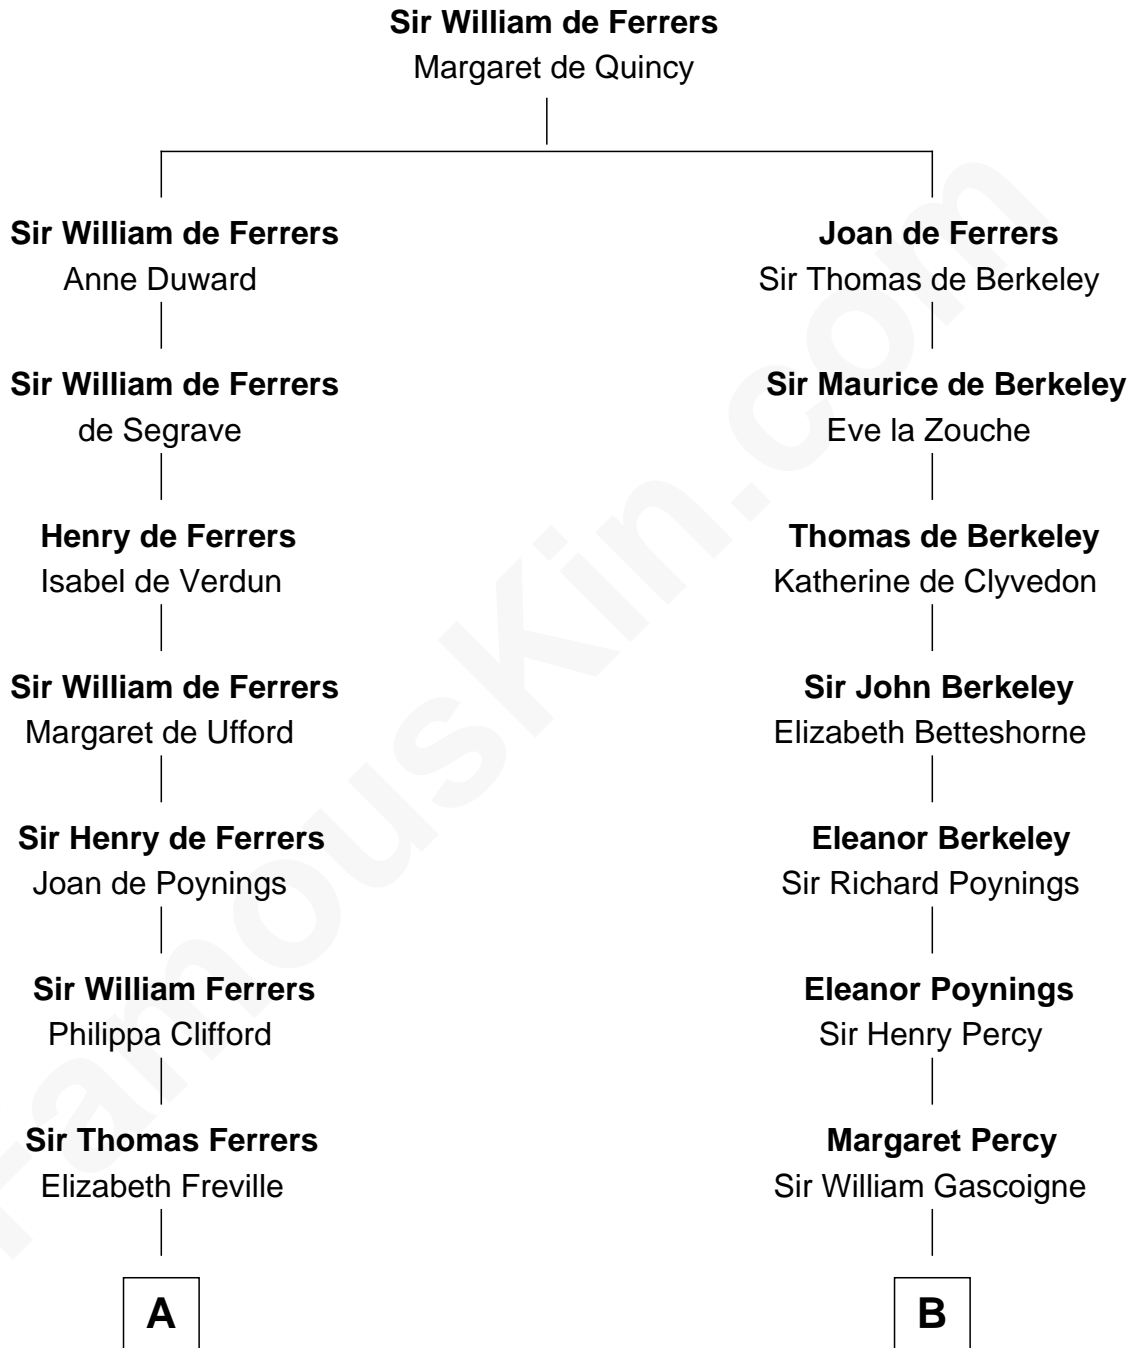 Sir William de Ferrers
Margaret de Quincy
Sir William de Ferrers
Anne Duward
Joan de Ferrers
Sir Thomas de Berkeley
Sir William de Ferrers
de Segrave
Sir Maurice de Berkeley
Eve la Zouche
Henry de Ferrers
Isabel de Verdun
Thomas de Berkeley
Katherine de Clyvedon
Sir William de Ferrers
Margaret de Ufford
Sir John Berkeley
Elizabeth Betteshorne
Sir Henry de Ferrers
Joan de Poynings
Eleanor Berkeley
Sir Richard Poynings
Sir William Ferrers
Philippa Clifford
Eleanor Poynings
Sir Henry Percy
Sir Thomas Ferrers
Elizabeth Freville
Margaret Percy
Sir William Gascoigne
A
B
FamousKin.com